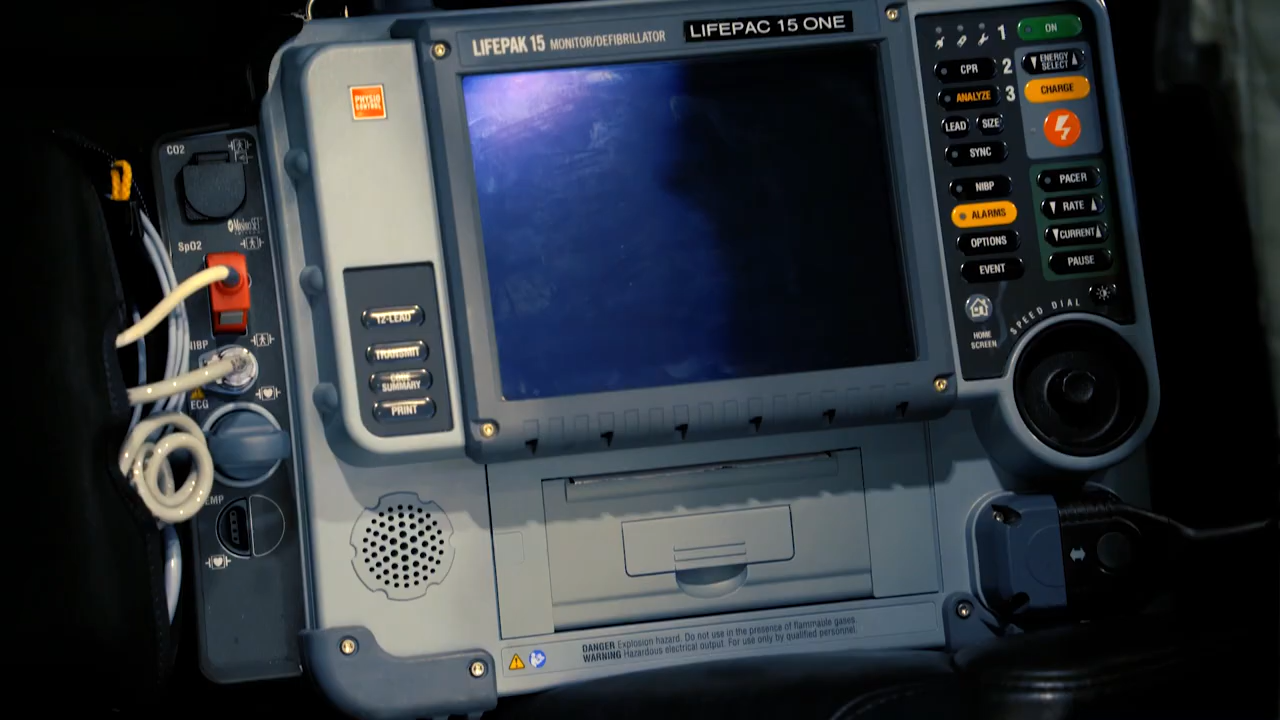 LIFEPAK 15 MONITOR/DEFIBRILLATOR
LIFEPAC 15 ONE
PHYSIO
CONTROL
CO2
SpO2
NIBP
ECG
EMP
12-LEAD
TRANSMIT
SUMMARY
PRINT
1
ON
CPR
2
ENERGY
SELECT
ANALYZE
3
CHARGE
LEAD
SIZE
SYNC
NIBP
PACER
ALARMS
RATE
OPTIONS
CURRENT
EVENT
PAUSE
HOME
SCREEN
SPEED DIAL
DANGER Explosion hazard. Do not use in the presence of flammable gases.
WARNING Hazardous electrical output. For use only by qualified personnel.